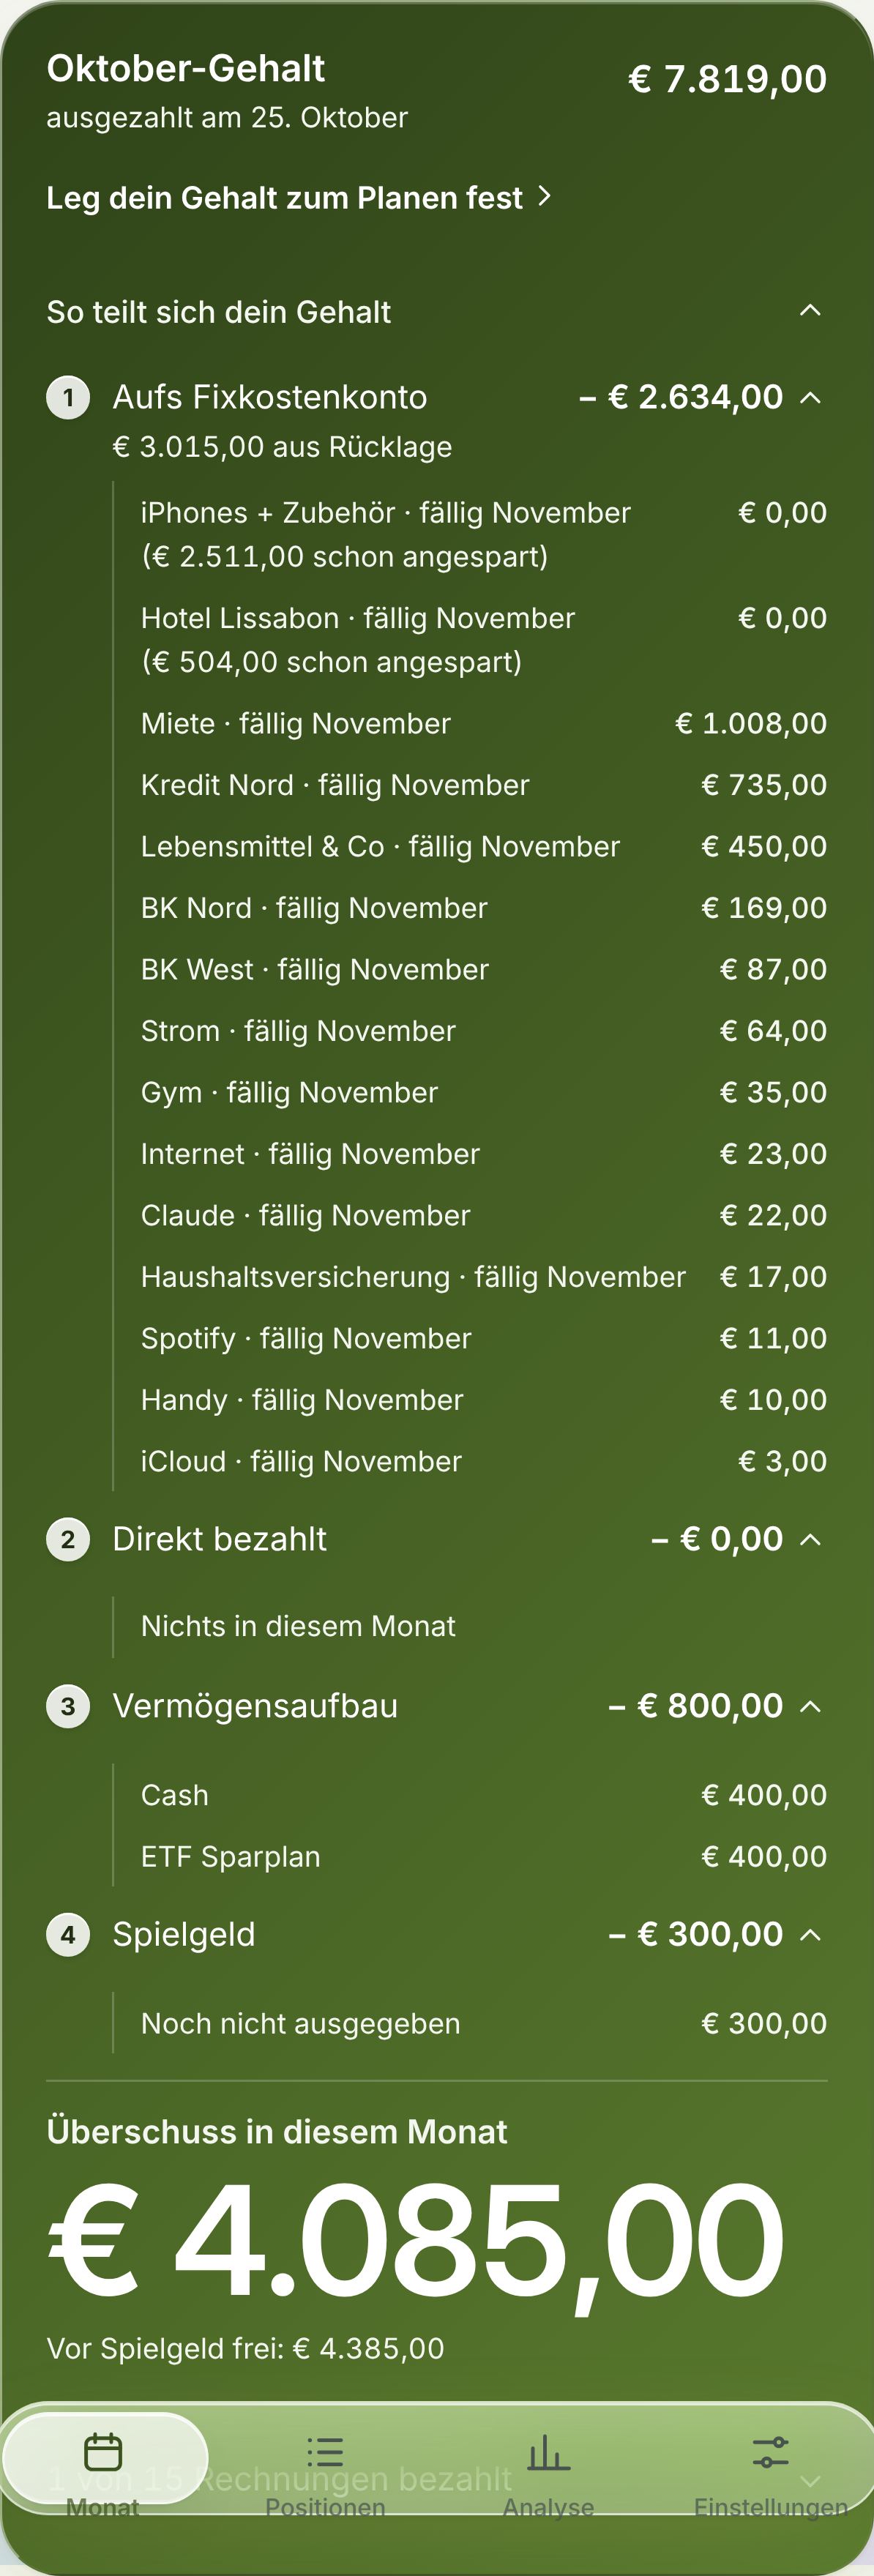 Oktober-Gehalt
€ 7.819,00
ausgezahlt am 25. Oktober
Leg dein Gehalt zum Planen fest
So teilt sich dein Gehalt
1 Aufs Fixkostenkonto – € 2.634,00
€ 3.015,00 aus Rücklage
iPhones + Zubehör · fällig November € 0,00
(€ 2.511,00 schon angespart)
Hotel Lissabon · fällig November € 0,00
(€ 504,00 schon angespart)
Miete · fällig November € 1.008,00
Kredit Nord · fällig November € 735,00
Lebensmittel & Co · fällig November € 450,00
BK Nord · fällig November € 169,00
BK West · fällig November € 87,00
Strom · fällig November € 64,00
Gym · fällig November € 35,00
Internet · fällig November € 23,00
Claude · fällig November € 22,00
Haushaltsversicherung · fällig November € 17,00
Spotify · fällig November € 11,00
Handy · fällig November € 10,00
iCloud · fällig November € 3,00
2 Direkt bezahlt – € 0,00
Nichts in diesem Monat
3 Vermögensaufbau – € 800,00
Cash € 400,00
ETF Sparplan € 400,00
4 Spielgeld – € 300,00
Noch nicht ausgegeben € 300,00
Überschuss in diesem Monat
€ 4.085,00
Vor Spielgeld frei: € 4.385,00
1 von 15 Rechnungen bezahlt
Monat Positionen Analyse Einstellungen